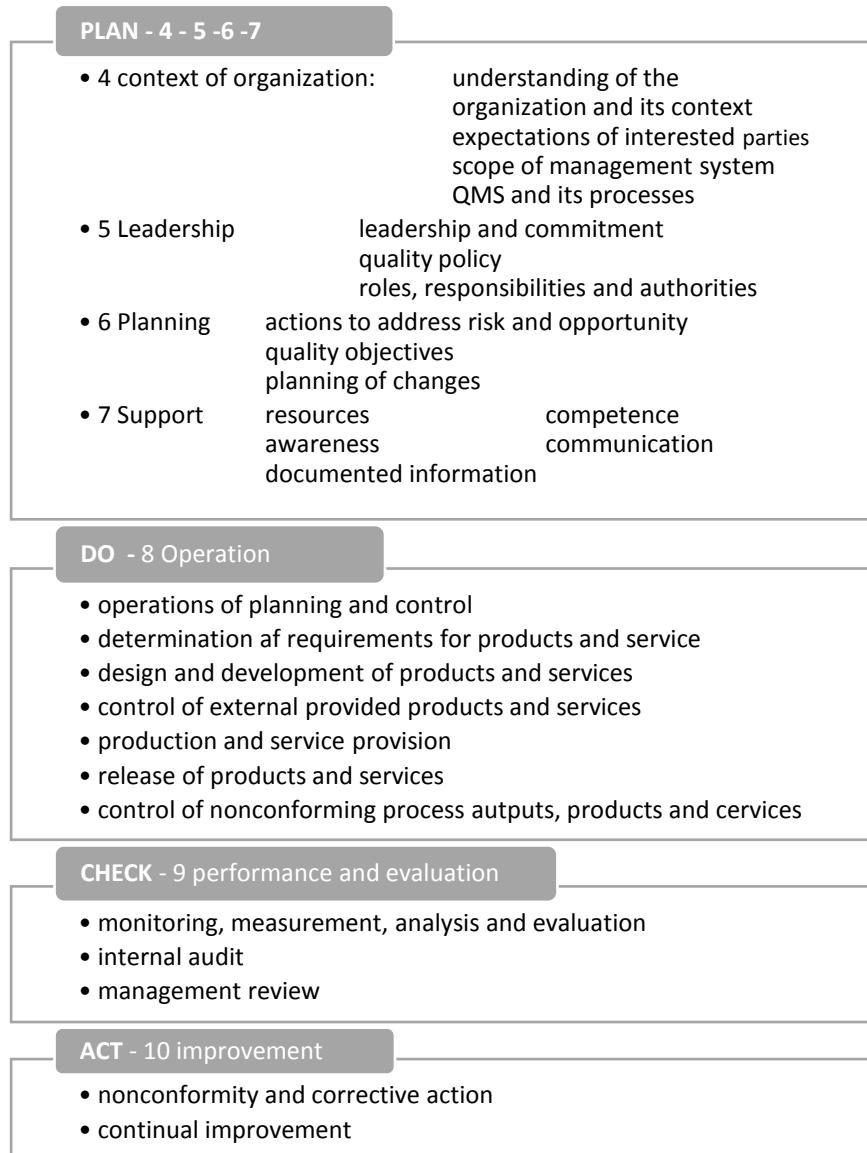 PLAN - 4 - 5 -6 -7
• 4 context of organization: understanding of the
organization and its context
expectations of interested parties
scope of management system
QMS and its processes
• 5 Leadership leadership and commitment
quality policy
roles, responsibilities and authorities
• 6 Planning actions to address risk and opportunity
quality objectives
planning of changes
• 7 Support resources competence
awareness communication
documented information
DO - 8 Operation
• operations of planning and control
• determination af requirements for products and service
• design and development of products and services
• control of external provided products and services
• production and service provision
• release of products and services
• control of nonconforming process autputs, products and cervices
CHECK - 9 performance and evaluation
• monitoring, measurement, analysis and evaluation
• internal audit
• management review
ACT - 10 improvement
• nonconformity and corrective action
• continual improvement